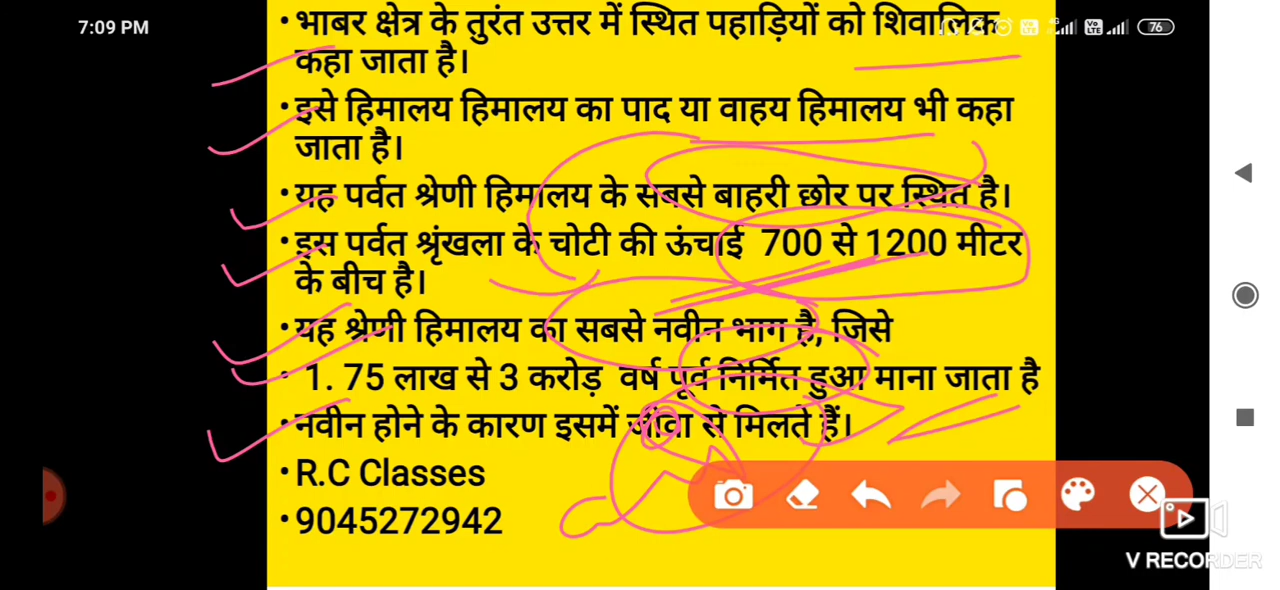 7:09 PM
76
• भाबर क्षेत्र के तुरंत उत्तर में स्थित पहाड़ियों को शिवालिक
कहा जाता है।
• इसे हिमालय हिमालय का पाद या वाहय हिमालय भी कहा
जाता है।
• यह पर्वत श्रेणी हिमालय के सबसे बाहरी छोर पर स्थित है।
• इस पर्वत श्रृंखला के चोटी की ऊंचाई 700 से 1200 मीटर
के बीच है।
• यह श्रेणी हिमालय का सबसे नवीन भाग है, जिसे
• 1. 75 लाख से 3 करोड़ वर्ष पूर्व निर्मित हुआ माना जाता है
• नवीन होने के कारण इसमें से मिलते हैं।
• R.C Classes
• 9045272942
V RECORDER